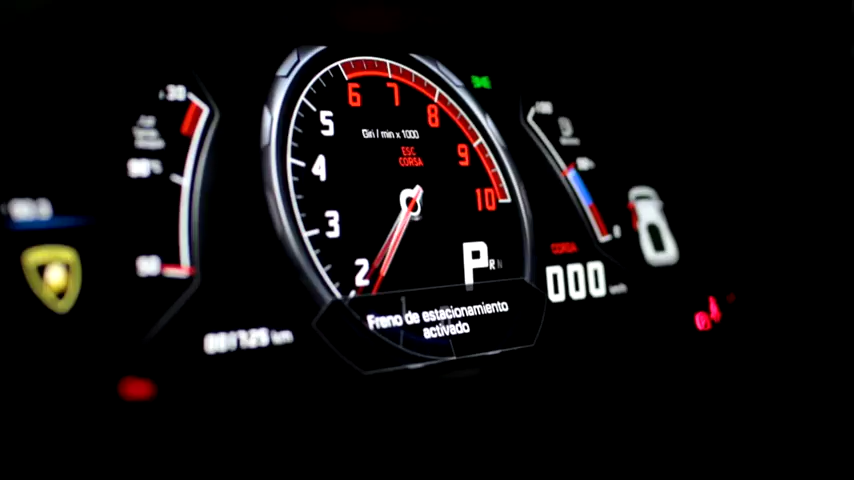 6 7
5 8
Giri / min x 1000
ESC
CORSA
4 9
10
3
P R N
2
CORSA
000
Freno de estacionamiento
activado
km